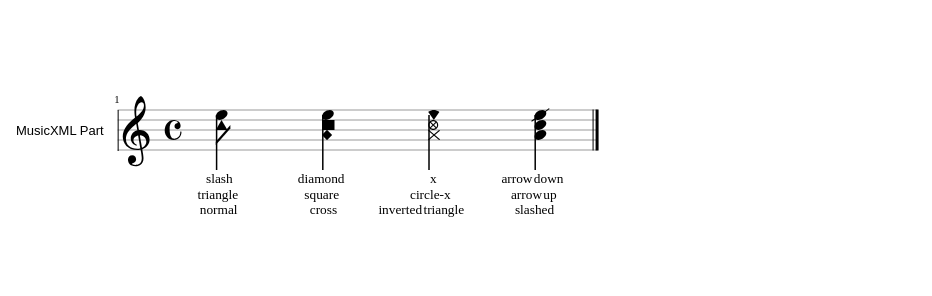 1
MusicXML Part
slash diamond x arrow down
triangle square circle-x arrow up
normal cross inverted triangle slashed